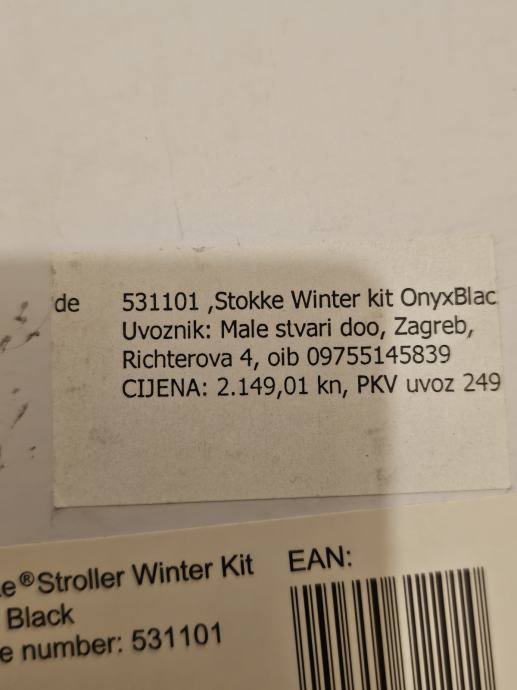 de 531101 ,Stokke Winter kit OnyxBlac
Uvoznik: Male stvari doo, Zagreb,
Richterova 4, oib 09755145839
CIJENA: 2.149,01 kn, PKV uvoz 249
e® Stroller Winter Kit
Black
e number: 531101
EAN: